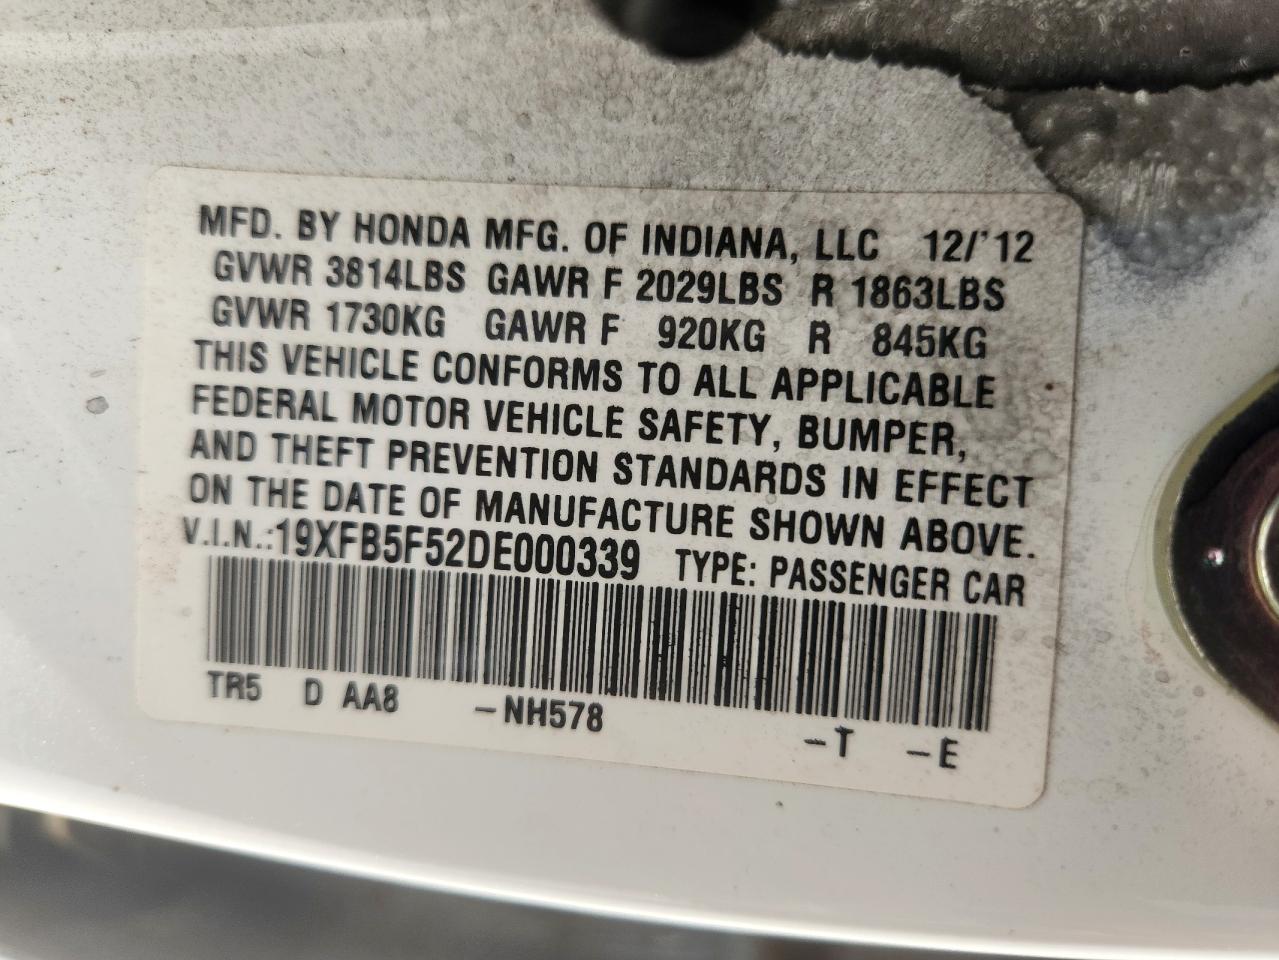 MFD. BY HONDA MFG. OF INDIANA, LLC 12/'12
GVWR 3814LBS GAWR F 2029LBS R 1863LBS
GVWR 1730KG GAWR F 920KG R 845KG
THIS VEHICLE CONFORMS TO ALL APPLICABLE
FEDERAL MOTOR VEHICLE SAFETY, BUMPER,
AND THEFT PREVENTION STANDARDS IN EFFECT
ON THE DATE OF MANUFACTURE SHOWN ABOVE.
V.I.N.:19XFB5F52DE000339 TYPE: PASSENGER CAR
TR5 D AA8 -NH578 -T -E